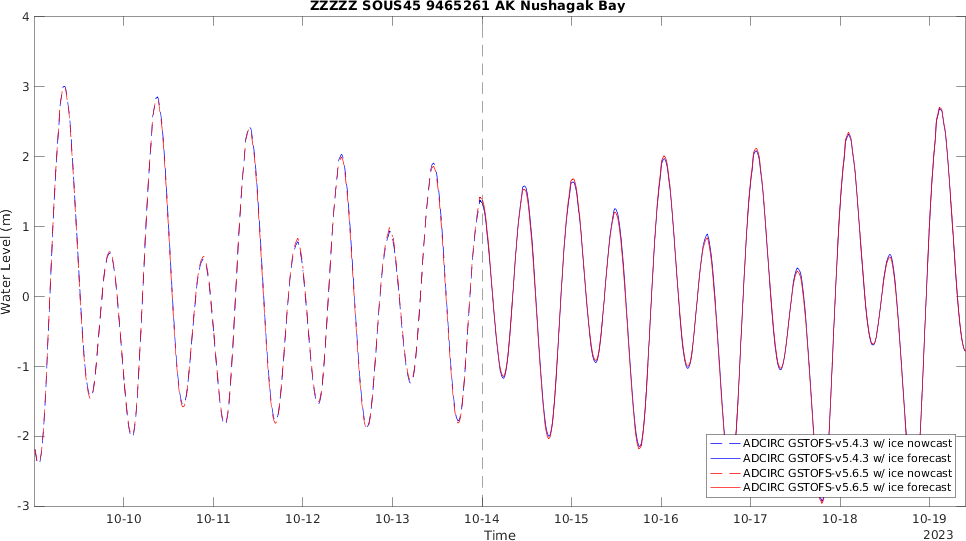 ZZZZZ SOUS45 9465261 AK Nushagak Bay
Water Level (m)
4
3
2
1
0
-1
-2
-3
ADCIRC GSTOFS-v5.4.3 w/ ice nowcast
ADCIRC GSTOFS-v5.4.3 w/ ice forecast
ADCIRC GSTOFS-v5.6.5 w/ ice nowcast
ADCIRC GSTOFS-v5.6.5 w/ ice forecast
10-10 10-11 10-12 10-13 10-14 10-15 10-16 10-17 10-18 10-19
Time
2023